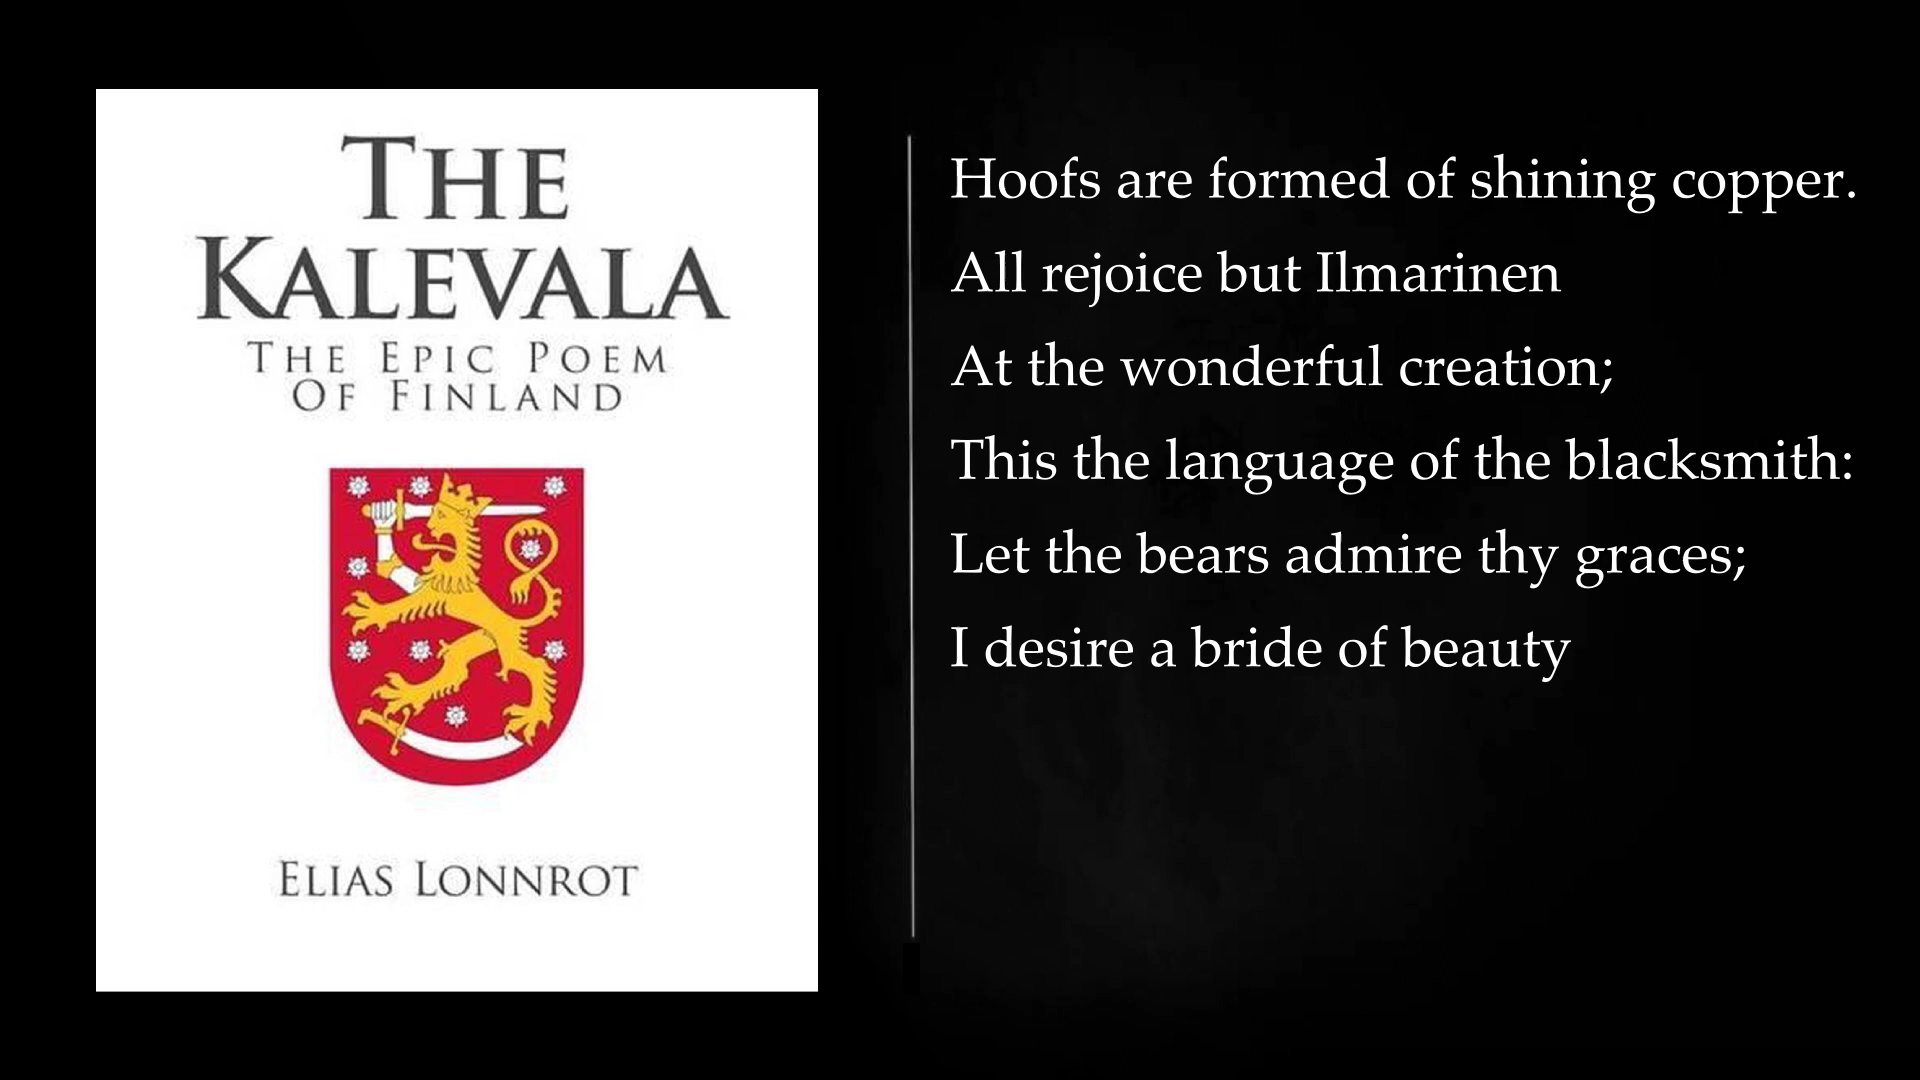 THE
KALEVALA
THE EPIC POEM
OF FINLAND
ELIAS LONNROT
Hoofs are formed of shining copper.
All rejoice but Ilmarinen
At the wonderful creation;
This the language of the blacksmith:
Let the bears admire thy graces;
I desire a bride of beauty